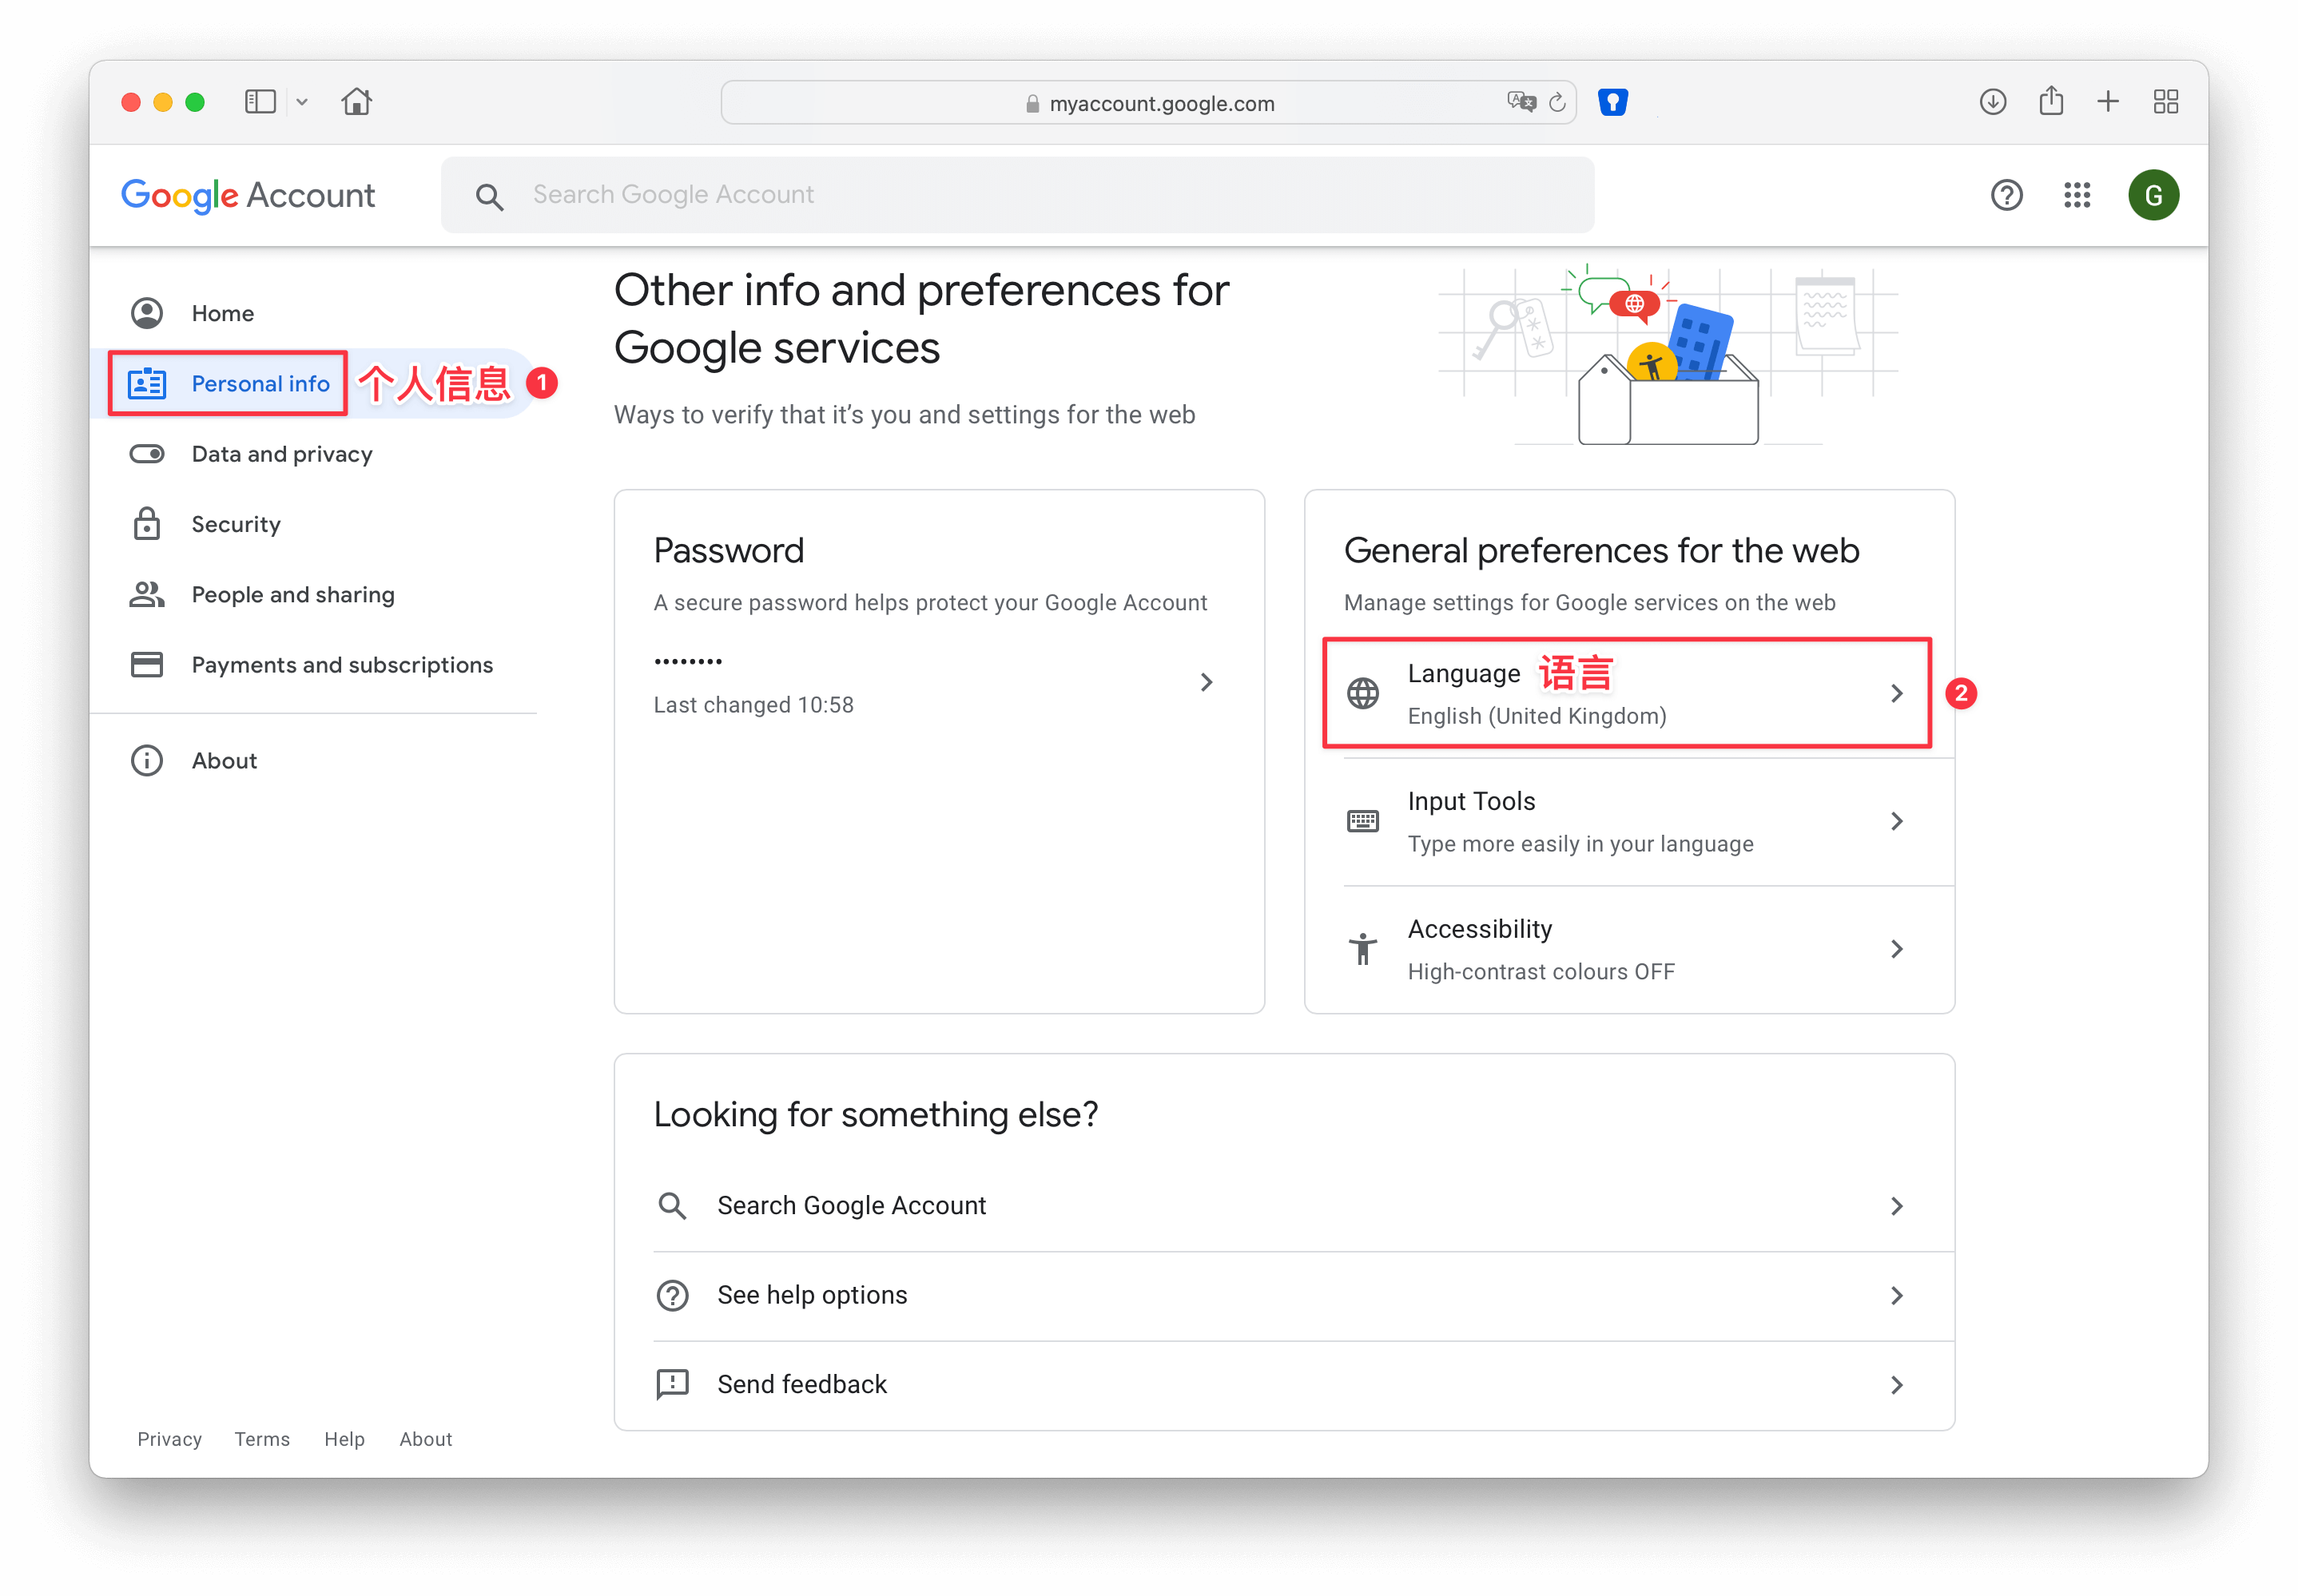 myaccount.google.com
Google Account
Search Google Account
G
Home
Personal info 个人信息 1
Data and privacy
Security
People and sharing
Payments and subscriptions
About
Privacy Terms Help About
Other info and preferences for
Google services
Ways to verify that it’s you and settings for the web
Password
A secure password helps protect your Google Account
••••••••
Last changed 10:58
General preferences for the web
Manage settings for Google services on the web
Language 语言
English (United Kingdom)
2
Input Tools
Type more easily in your language
Accessibility
High-contrast colours OFF
Looking for something else?
Search Google Account
See help options
Send feedback